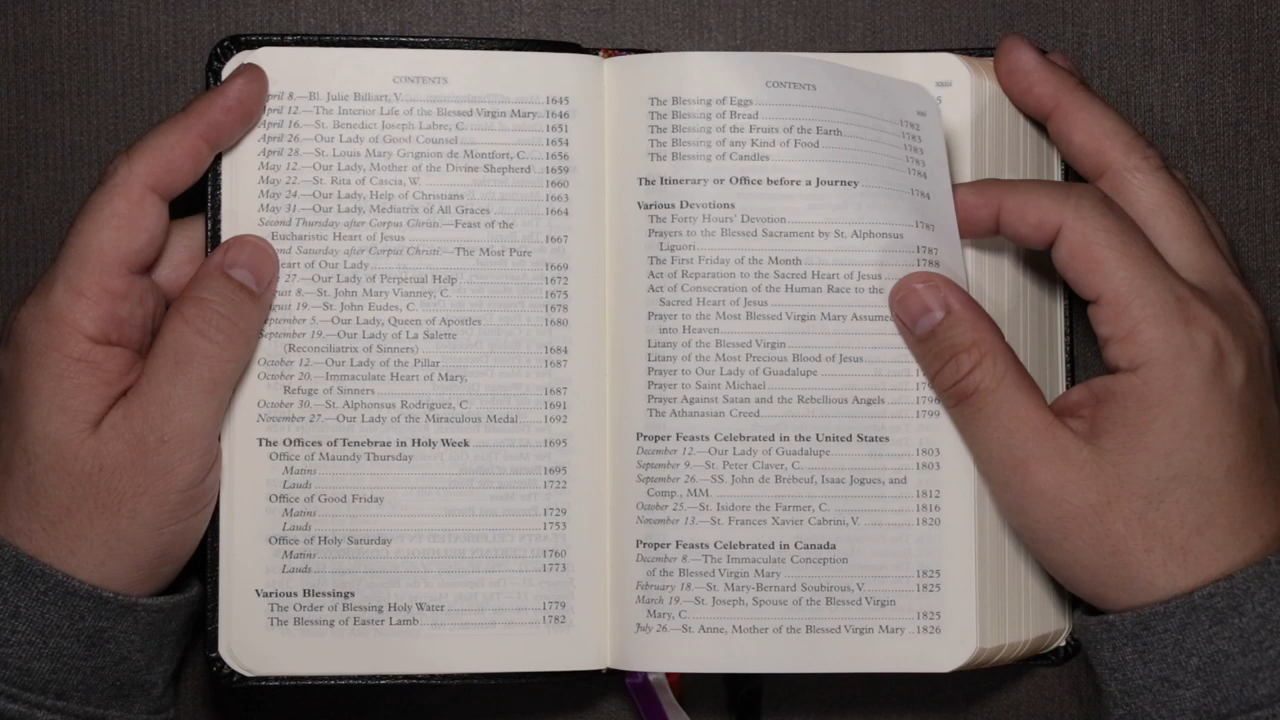 CONTENTS
April 8.—Bl. Julie Billiart, V. 1645
April 12.—The Interior Life of the Blessed Virgin Mary 1646
April 16.—St. Benedict Joseph Labre, C. 1651
April 26.—Our Lady of Good Counsel 1654
April 28.—St. Louis Mary Grignion de Montfort, C. 1656
May 12.—Our Lady, Mother of the Divine Shepherd 1659
May 22.—St. Rita of Cascia, W. 1660
May 24.—Our Lady, Help of Christians 1663
May 31.—Our Lady, Mediatrix of All Graces 1664
Second Thursday after Corpus Christi.—Feast of the
Eucharistic Heart of Jesus 1667
ond Saturday after Corpus Christi.—The Most Pure
eart of Our Lady 1669
27.—Our Lady of Perpetual Help 1672
gust 8.—St. John Mary Vianney, C. 1675
ugust 19.—St. John Eudes, C. 1678
September 5.—Our Lady, Queen of Apostles 1680
September 19.—Our Lady of La Salette
(Reconciliatrix of Sinners) 1684
October 12.—Our Lady of the Pillar 1687
October 20.—Immaculate Heart of Mary,
Refuge of Sinners 1687
October 30.—St. Alphonsus Rodriguez, C. 1691
November 27.—Our Lady of the Miraculous Medal 1692
The Offices of Tenebrae in Holy Week 1695
Office of Maundy Thursday
Matins 1695
Lauds 1722
Office of Good Friday
Matins 1729
Lauds 1753
Office of Holy Saturday
Matins 1760
Lauds 1773
Various Blessings
The Order of Blessing Holy Water 1779
The Blessing of Easter Lamb 1782
CONTENTS
xxiii
The Blessing of Eggs 1782
The Blessing of Bread 1783
The Blessing of the Fruits of the Earth 1783
The Blessing of any Kind of Food 1783
The Blessing of Candles 1784
The Itinerary or Office before a Journey 1784
Various Devotions
The Forty Hours' Devotion 1787
Prayers to the Blessed Sacrament by St. Alphonsus
Liguori 1787
The First Friday of the Month 1788
Act of Reparation to the Sacred Heart of Jesus
Act of Consecration of the Human Race to the
Sacred Heart of Jesus
Prayer to the Most Blessed Virgin Mary Assumed
into Heaven
Litany of the Blessed Virgin
Litany of the Most Precious Blood of Jesus
Prayer to Our Lady of Guadalupe
Prayer to Saint Michael
Prayer Against Satan and the Rebellious Angels 1796
The Athanasian Creed 1799
Proper Feasts Celebrated in the United States
December 12.—Our Lady of Guadalupe 1803
September 9.—St. Peter Claver, C. 1803
September 26.—SS. John de Brébeuf, Isaac Jogues, and
Comp., MM. 1812
October 25.—St. Isidore the Farmer, C. 1816
November 13.—St. Frances Xavier Cabrini, V. 1820
Proper Feasts Celebrated in Canada
December 8.—The Immaculate Conception
of the Blessed Virgin Mary 1825
February 18.—St. Mary-Bernard Soubirous, V. 1825
March 19.—St. Joseph, Spouse of the Blessed Virgin
Mary, C. 1825
July 26.—St. Anne, Mother of the Blessed Virgin Mary 1826